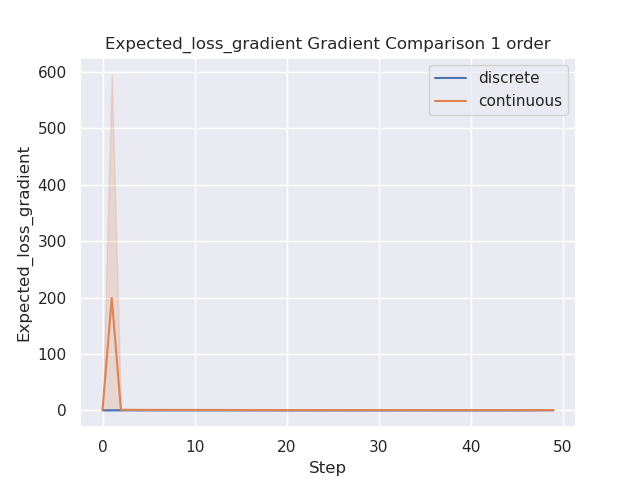 Expected_loss_gradient Gradient Comparison 1 order
discrete
continuous
Expected_loss_gradient
600
500
400
300
200
100
0
0 10 20 30 40 50
Step